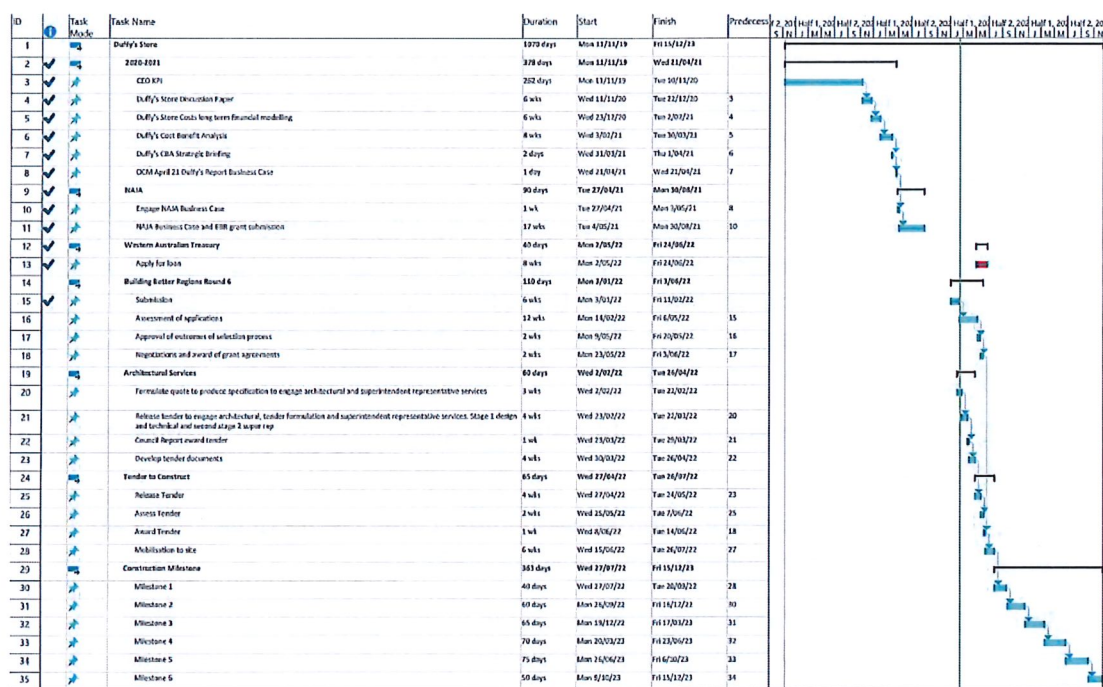 ID Task Mode Task Name Duration Start Finish Predecess
1 Duffy's Store 1070 days Mon 11/11/19 Fri 15/12/23
2 2020-2021 378 days Mon 11/11/19 Wed 21/04/21
3 CEO KPI 262 days Mon 11/11/19 Tue 10/11/20
4 Duffy's Store Discussion Paper 6 wks Wed 11/11/20 Tue 22/12/20 3
5 Duffy's Store Costs long term financial modelling 6 wks Wed 23/12/20 Tue 2/02/21 4
6 Duffy's Cost Benefit Analysis 8 wks Wed 3/02/21 Tue 30/03/21 5
7 Duffy's CBA Strategic Briefing 2 days Wed 31/03/21 Thu 1/04/21 6
8 OCM April 21 Duffy's Report Business Case 1 day Wed 21/04/21 Wed 21/04/21 7
9 NAJA 90 days Tue 27/04/21 Mon 30/08/21
10 Engage NAJA Business Case 1 wk Tue 27/04/21 Mon 3/05/21 8
11 NAJA Business Case and BBR grant submission 17 wks Tue 4/05/21 Mon 30/08/21 10
12 Western Australian Treasury 40 days Mon 2/05/22 Fri 24/06/22
13 Apply for loan 8 wks Mon 2/05/22 Fri 24/06/22
14 Building Better Regions Round 6 110 days Mon 3/01/22 Fri 3/06/22
15 Submission 6 wks Mon 3/01/22 Fri 11/02/22
16 Assessment of applications 12 wks Mon 14/02/22 Fri 6/05/22 15
17 Approval of outcomes of selection process 2 wks Mon 9/05/22 Fri 20/05/22 16
18 Negotiations and award of grant agreements 2 wks Mon 23/05/22 Fri 3/06/22 17
19 Architectural Services 60 days Wed 2/02/22 Tue 26/04/22
20 Formulate quote to produce specification to engage architectural and superintendent representative services 3 wks Wed 2/02/22 Tue 22/02/22
21 Release tender to engage architectural, tender formulation and superintendent representative services. Stage 1 design 4 wks Wed 23/02/22 Tue 22/03/22 20
and technical and second stage 2 super rep
22 Council Report award tender 1 wk Wed 23/03/22 Tue 29/03/22 21
23 Develop tender documents 4 wks Wed 30/03/22 Tue 26/04/22 22
24 Tender to Construct 65 days Wed 27/04/22 Tue 26/07/22
25 Release Tender 4 wks Wed 27/04/22 Tue 24/05/22 23
26 Assess Tender 2 wks Wed 25/05/22 Tue 7/06/22 25
27 Award Tender 1 wk Wed 8/06/22 Tue 14/06/22 18
28 Mobilisation to site 6 wks Wed 15/06/22 Tue 26/07/22 27
29 Construction Milestone 363 days Wed 27/07/22 Fri 15/12/23
30 Milestone 1 40 days Wed 27/07/22 Tue 20/09/22 28
31 Milestone 2 60 days Mon 26/09/22 Fri 16/12/22 30
32 Milestone 3 65 days Mon 19/12/22 Fri 17/03/23 31
33 Milestone 4 70 days Mon 20/03/23 Fri 23/06/23 32
34 Milestone 5 75 days Mon 26/06/23 Fri 6/10/23 33
35 Milestone 6 50 days Mon 9/10/23 Fri 15/12/23 34